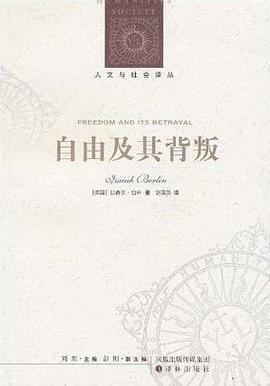 HUMANITIES
SOCIETY
人文与社会译丛
FREEDOM AND ITS BETRAYAL
自由及其背叛
Isaiah Berlin
[英国] 以赛亚·伯林 著 赵国新 译
刘东·主编 彭刚·副主编
凤凰出版传媒集团
译林出版社